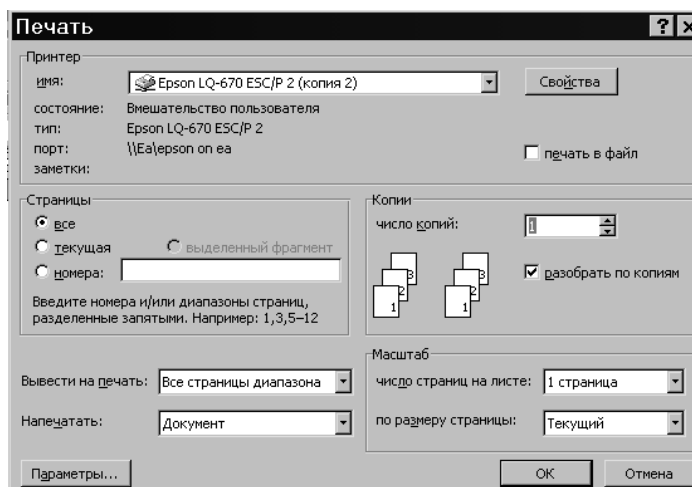 Печать
Принтер
имя: Epson LQ-670 ESC/P 2 (копия 2) Свойства
состояние: Вмешательство пользователя
тип: Epson LQ-670 ESC/P 2
порт: \\Ea\epson on ea
печать в файл
заметки:
Страницы
все
текущая выделенный фрагмент
номера:
Введите номера и/или диапазоны страниц,
разделенные запятыми. Например: 1,3,5–12
Копии
число копий: 1
3 3
2 2
1 1
разобрать по копиям
Вывести на печать: Все страницы диапазона
Напечатать: Документ
Масштаб
число страниц на листе: 1 страница
по размеру страницы: Текущий
Параметры... ОК Отмена